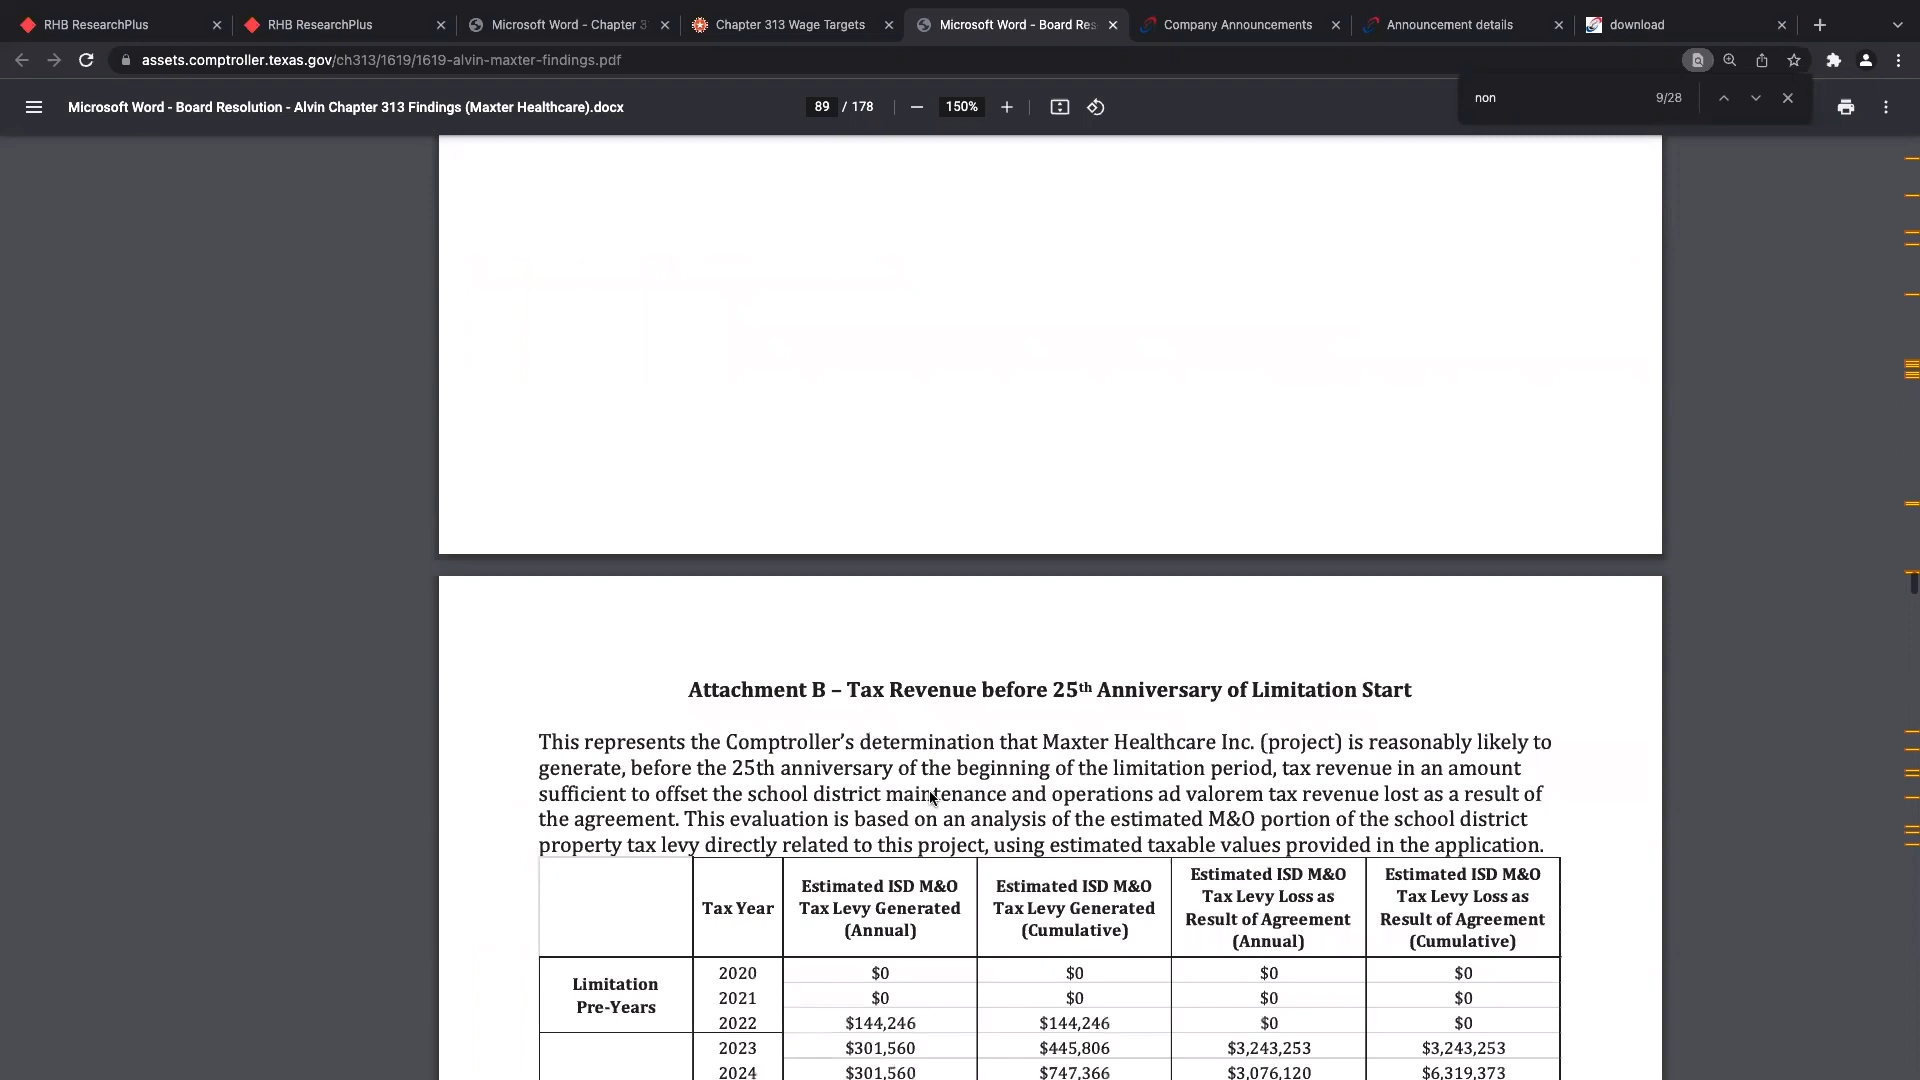 RHB ResearchPlus
RHB ResearchPlus
Microsoft Word - Chapter 3
Chapter 313 Wage Targets
Microsoft Word - Board Res
Company Announcements
Announcement details
download
assets.comptroller.texas.gov/ch313/1619/1619-alvin-maxter-findings.pdf
Microsoft Word - Board Resolution - Alvin Chapter 313 Findings (Maxter Healthcare).docx
89 / 178
150%
non
9/28
Attachment B – Tax Revenue before 25th Anniversary of Limitation Start
This represents the Comptroller’s determination that Maxter Healthcare Inc. (project) is reasonably likely to
generate, before the 25th anniversary of the beginning of the limitation period, tax revenue in an amount
sufficient to offset the school district maintenance and operations ad valorem tax revenue lost as a result of
the agreement. This evaluation is based on an analysis of the estimated M&O portion of the school district
property tax levy directly related to this project, using estimated taxable values provided in the application.
Tax Year
Estimated ISD M&O
Tax Levy Generated
(Annual)
Estimated ISD M&O
Tax Levy Generated
(Cumulative)
Estimated ISD M&O
Tax Levy Loss as
Result of Agreement
(Annual)
Estimated ISD M&O
Tax Levy Loss as
Result of Agreement
(Cumulative)
Limitation
Pre-Years
2020 $0 $0 $0 $0
2021 $0 $0 $0 $0
2022 $144,246 $144,246 $0 $0
2023 $301,560 $445,806 $3,243,253 $3,243,253
2024 $301,560 $747,366 $3,076,120 $6,319,373